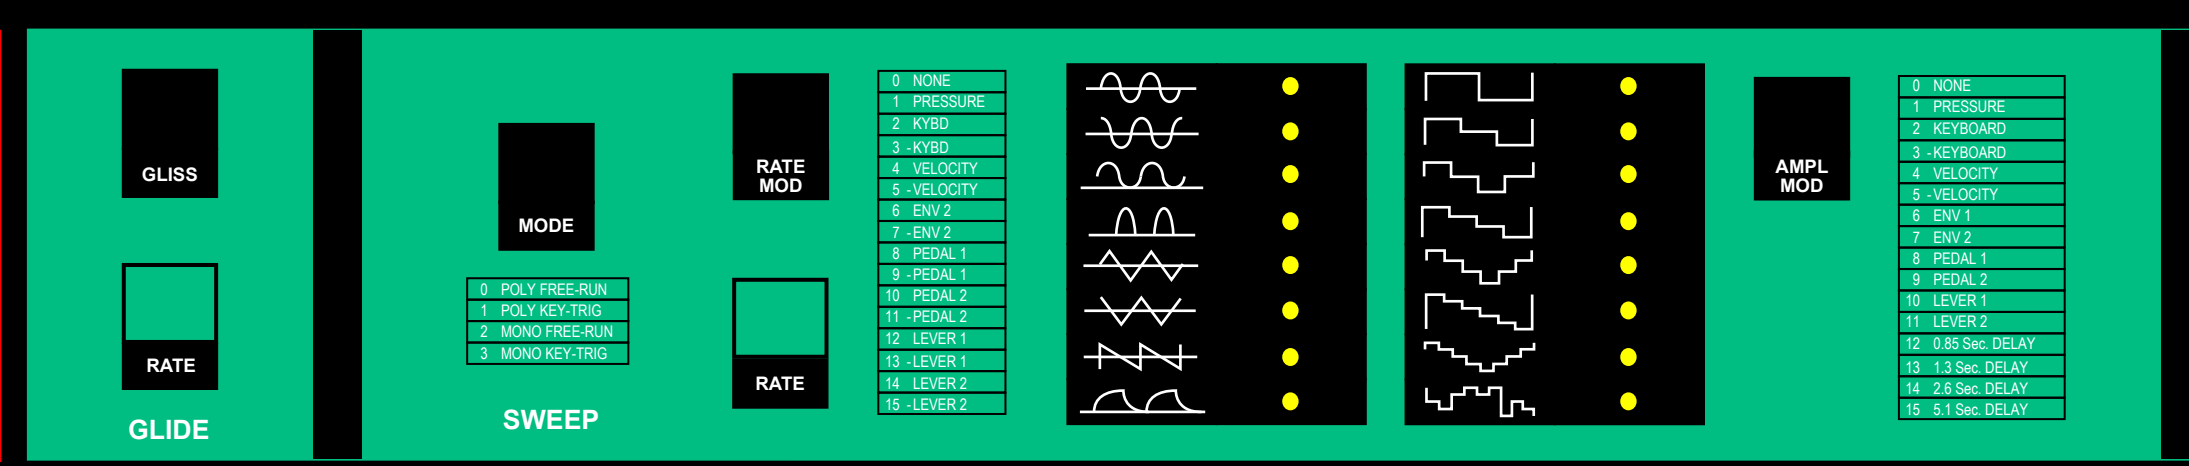 GLISS
RATE
GLIDE
MODE
0 POLY FREE-RUN
1 POLY KEY-TRIG
2 MONO FREE-RUN
3 MONO KEY-TRIG
SWEEP
RATE
MOD
RATE
0 NONE
1 PRESSURE
2 KYBD
3 -KYBD
4 VELOCITY
5 -VELOCITY
6 ENV 2
7 -ENV 2
8 PEDAL 1
9 -PEDAL 1
10 PEDAL 2
11 -PEDAL 2
12 LEVER 1
13 -LEVER 1
14 LEVER 2
15 -LEVER 2
AMPL
MOD
0 NONE
1 PRESSURE
2 KEYBOARD
3 -KEYBOARD
4 VELOCITY
5 -VELOCITY
6 ENV 1
7 ENV 2
8 PEDAL 1
9 PEDAL 2
10 LEVER 1
11 LEVER 2
12 0.85 Sec. DELAY
13 1.3 Sec. DELAY
14 2.6 Sec. DELAY
15 5.1 Sec. DELAY